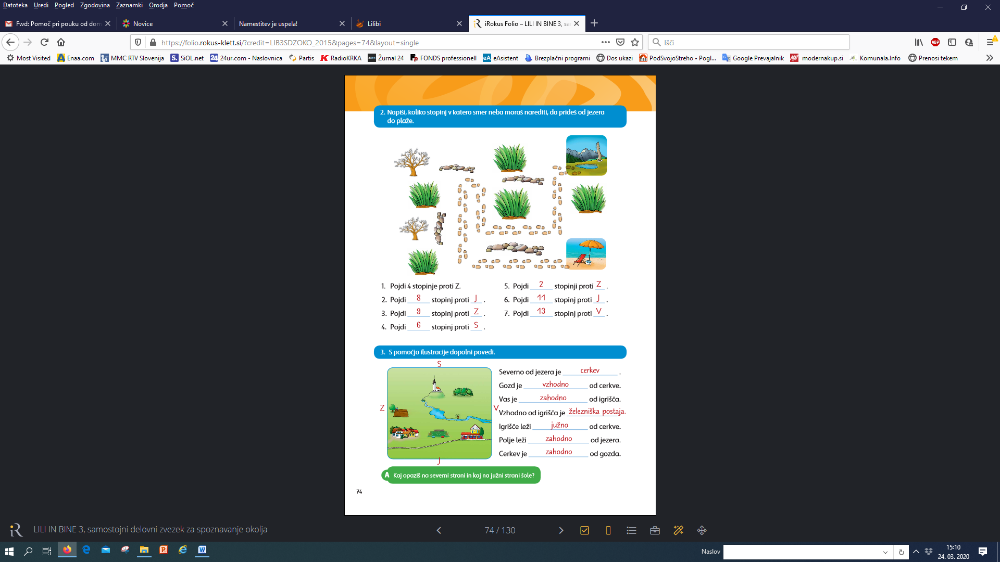 Datoteka Uredi Pogled Zgodovina Zaznamki Orodja Pomoč
Fwd: Pomoč pri pouku od dom
Novice
Namestitev je uspela!
Lilibi
iRokus Folio – LILI IN BINE 3, sa
https://folio.rokus-klett.si/?credit=LIB3SDZOKO_2015&pages=74&layout=single
Išči
Most Visited Enaa.com MMC RTV Slovenija SiOL.net 24ur.com - Naslovnica Partis RadioKRKA Žurnal 24 FONDS professionell eAsistent Brezplačni programi Dos ukazi PodSvojoStreho • Pogl... Google Prevajalnik modernakup.si Komunala.Info Prenosi tekem
2. Napiši, koliko stopinj v katero smer neba moraš narediti, da prideš od jezera
do plaže.
1. Pojdi 4 stopinje proti Z.
2. Pojdi 8 stopinj proti J.
3. Pojdi 9 stopinj proti Z.
4. Pojdi 6 stopinj proti S.
5. Pojdi 2 stopinji proti Z.
6. Pojdi 11 stopinj proti J.
7. Pojdi 13 stopinj proti V.
3. S pomočjo ilustracije dopolni povedi.
S
Z
V
J
Severno od jezera je cerkev.
Gozd je vzhodno od cerkve.
Vas je zahodno od igrišča.
Vzhodno od igrišča je železniška postaja.
Igrišče leži južno od cerkve.
Polje leži zahodno od jezera.
Cerkev je zahodno od gozda.
A Kaj opaziš na severni strani in kaj na južni strani šole?
74
iR LILI IN BINE 3, samostojni delovni zvezek za spoznavanje okolja
74 / 130
Naslov
15:10
24. 03. 2020